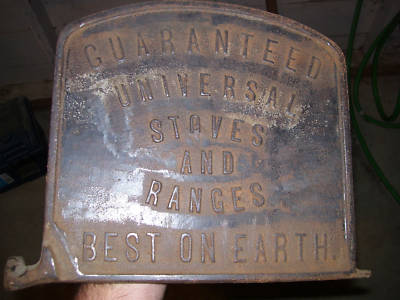 GUARANTEED
UNIVERSAL
STOVES
AND
RANGES
BEST ON EARTH.